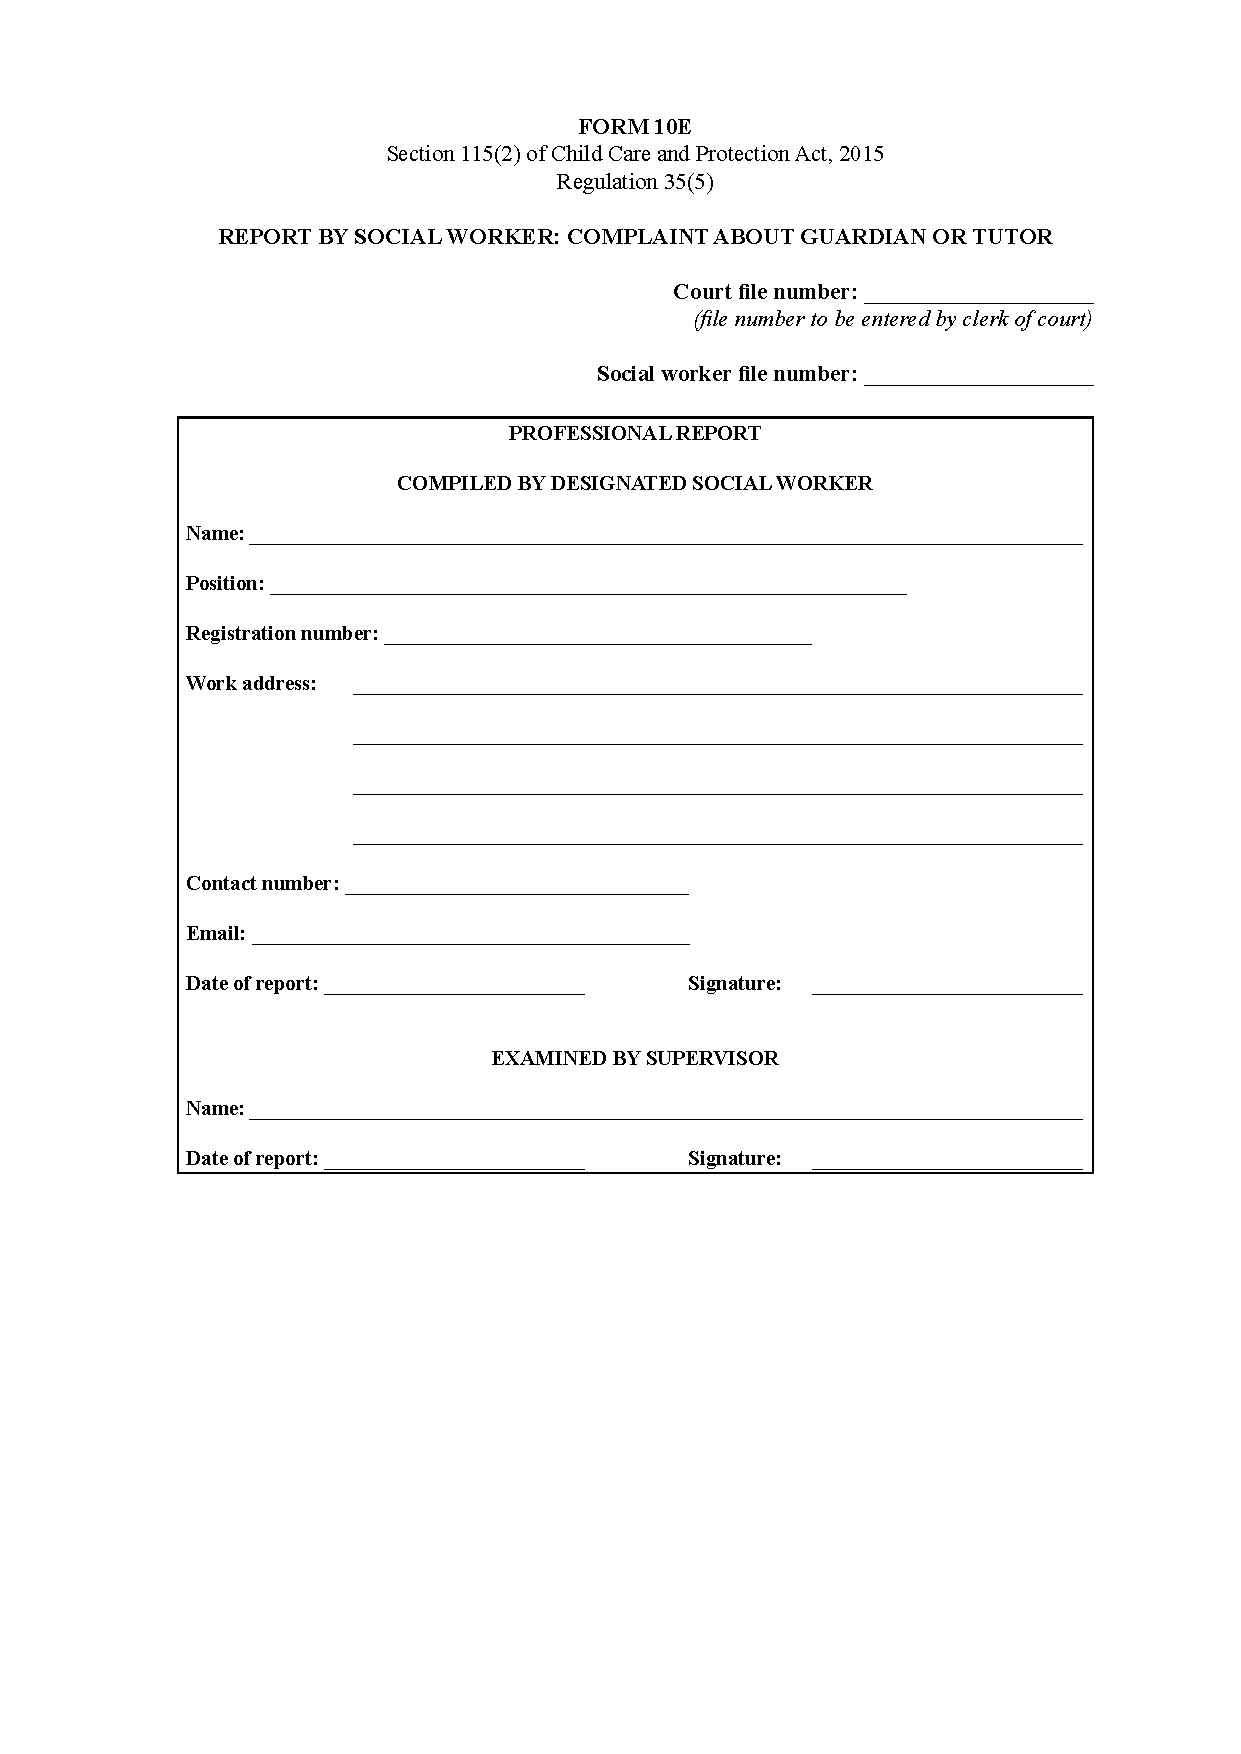 FORM 10E
Section 115(2) of Child Care and Protection Act, 2015
Regulation 35(5)
REPORT BY SOCIAL WORKER: COMPLAINT ABOUT GUARDIAN OR TUTOR
Court file number: ____________________
(file number to be entered by clerk of court)
Social worker file number: ____________________
PROFESSIONAL REPORT
COMPILED BY DESIGNATED SOCIAL WORKER
Name:
Position:
Registration number:
Work address:
Contact number:
Email:
Date of report: Signature:
EXAMINED BY SUPERVISOR
Name:
Date of report: Signature: